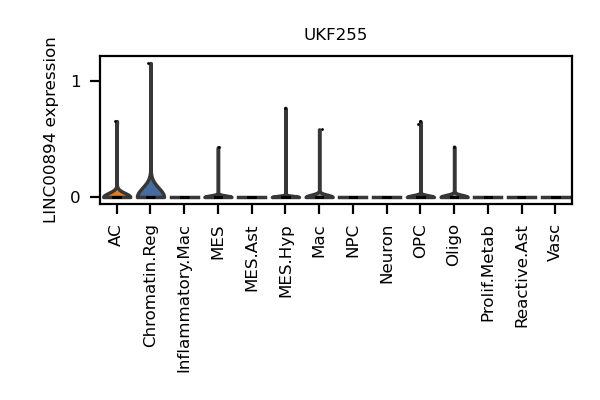 UKF255
LINC00894 expression
1
0
AC
Chromatin.Reg
Inflammatory.Mac
MES
MES.Ast
MES.Hyp
Mac
NPC
Neuron
OPC
Oligo
Prolif.Metab
Reactive.Ast
Vasc